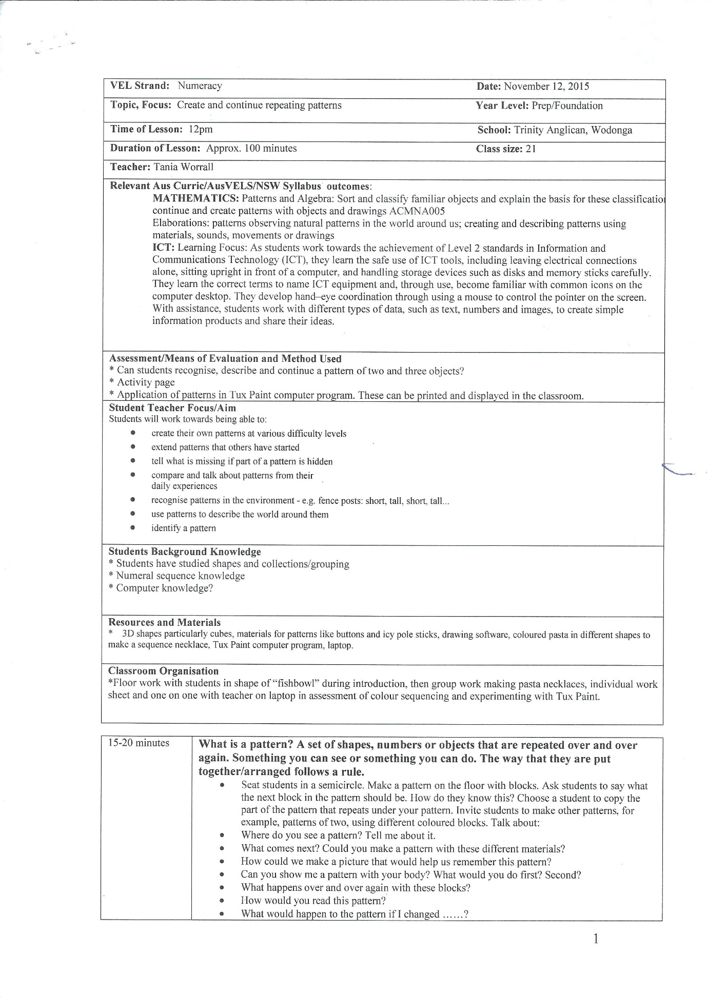 VEL Strand: Numeracy Date: November 12, 2015
Topic, Focus: Create and continue repeating patterns Year Level: Prep/Foundation
Time of Lesson: 12pm School: Trinity Anglican, Wodonga
Duration of Lesson: Approx. 100 minutes Class size: 21
Teacher: Tania Worrall
Relevant Aus Curric/AusVELS/NSW Syllabus outcomes:
MATHEMATICS: Patterns and Algebra: Sort and classify familiar objects and explain the basis for these classificatio
continue and create patterns with objects and drawings ACMNA005
Elaborations: patterns observing natural patterns in the world around us; creating and describing patterns using
materials, sounds, movements or drawings
ICT: Learning Focus: As students work towards the achievement of Level 2 standards in Information and
Communications Technology (ICT), they learn the safe use of ICT tools, including leaving electrical connections
alone, sitting upright in front of a computer, and handling storage devices such as disks and memory sticks carefully.
They learn the correct terms to name ICT equipment and, through use, become familiar with common icons on the
computer desktop. They develop hand–eye coordination through using a mouse to control the pointer on the screen.
With assistance, students work with different types of data, such as text, numbers and images, to create simple
information products and share their ideas.
Assessment/Means of Evaluation and Method Used
* Can students recognise, describe and continue a pattern of two and three objects?
* Activity page
* Application of patterns in Tux Paint computer program. These can be printed and displayed in the classroom.
Student Teacher Focus/Aim
Students will work towards being able to:
• create their own patterns at various difficulty levels
• extend patterns that others have started
• tell what is missing if part of a pattern is hidden
• compare and talk about patterns from their
daily experiences
• recognise patterns in the environment - e.g. fence posts: short, tall, short, tall...
• use patterns to describe the world around them
• identify a pattern
Students Background Knowledge
* Students have studied shapes and collections/grouping
* Numeral sequence knowledge
* Computer knowledge?
Resources and Materials
* 3D shapes particularly cubes, materials for patterns like buttons and icy pole sticks, drawing software, coloured pasta in different shapes to
make a sequence necklace, Tux Paint computer program, laptop.
Classroom Organisation
*Floor work with students in shape of “fishbowl” during introduction, then group work making pasta necklaces, individual work
sheet and one on one with teacher on laptop in assessment of colour sequencing and experimenting with Tux Paint.
15-20 minutes What is a pattern? A set of shapes, numbers or objects that are repeated over and over
again. Something you can see or something you can do. The way that they are put
together/arranged follows a rule.
• Seat students in a semicircle. Make a pattern on the floor with blocks. Ask students to say what
the next block in the pattern should be. How do they know this? Choose a student to copy the
part of the pattern that repeats under your pattern. Invite students to make other patterns, for
example, patterns of two, using different coloured blocks. Talk about:
• Where do you see a pattern? Tell me about it.
• What comes next? Could you make a pattern with these different materials?
• How could we make a picture that would help us remember this pattern?
• Can you show me a pattern with your body? What would you do first? Second?
• What happens over and over again with these blocks?
• How would you read this pattern?
• What would happen to the pattern if I changed ……?
1